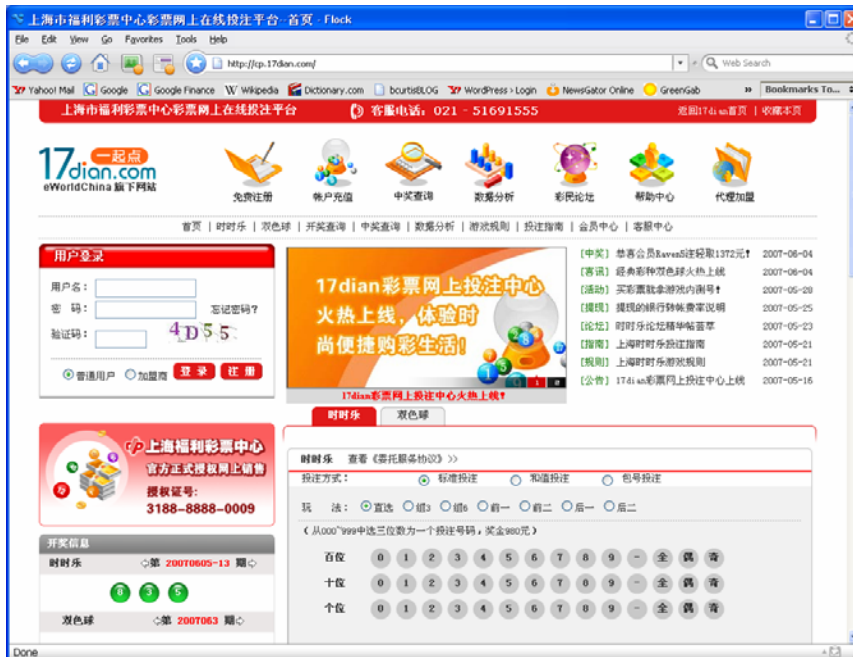 上海市福利彩票中心彩票网上在线投注平台--首页 - Flock
File Edit View Go Favorites Tools Help
http://cp.17dian.com/
Web Search
Yahoo! Mail Google Google Finance Wikipedia Dictionary.com bcurtisBLOG WordPress › Login NewsGator Online GreenGab » Bookmarks To...
上海市福利彩票中心彩票网上在线投注平台 客服电话：021 - 51691555 返回17dian首页 | 收藏本页
17dian.com 一起点
eWorldChina 旗下网站
免费注册 帐户充值 中奖查询 数据分析 彩民论坛 帮助中心 代理加盟
首页 | 时时乐 | 双色球 | 开奖查询 | 中奖查询 | 数据分析 | 游戏规则 | 投注指南 | 会员中心 | 客服中心
用户登录
用户名：
密 码： 忘记密码?
验证码： 4D55
普通用户 加盟商 登 录 注 册
17dian彩票网上投注中心
火热上线，体验时
尚便捷购彩生活！
1 2
17dian彩票网上投注中心火热上线!
[中奖] 恭喜会员RavenS注轻取1372元! 2007-06-04
[喜讯] 经典彩种双色球火热上线 2007-06-04
[活动] 买彩票就拿游戏内测号! 2007-05-28
[提现] 提现的银行转帐费率说明 2007-05-25
[论坛] 时时乐论坛精华帖荟萃 2007-05-23
[指南] 上海时时乐投注指南 2007-05-21
[规则] 上海时时乐游戏规则 2007-05-21
[公告] 17dian彩票网上投注中心上线 2007-05-16
时时乐 双色球
上海福利彩票中心
官方正式授权网上销售
授权证号:
3188-8888-0009
时时乐 查看《委托服务协议》>>
投注方式： 标准投注 和值投注 包号投注
玩 法： 直选 组3 组6 前一 前二 后一 后二
（从000~999中选三位数为一个投注号码，奖金980元）
百位 0 1 2 3 4 5 6 7 8 9 - 全 偶 奇
十位 0 1 2 3 4 5 6 7 8 9 - 全 偶 奇
个位 0 1 2 3 4 5 6 7 8 9 - 全 偶 奇
开奖信息
时时乐 第 20070605-13 期
8 3 5
双色球 第 2007063 期
Done